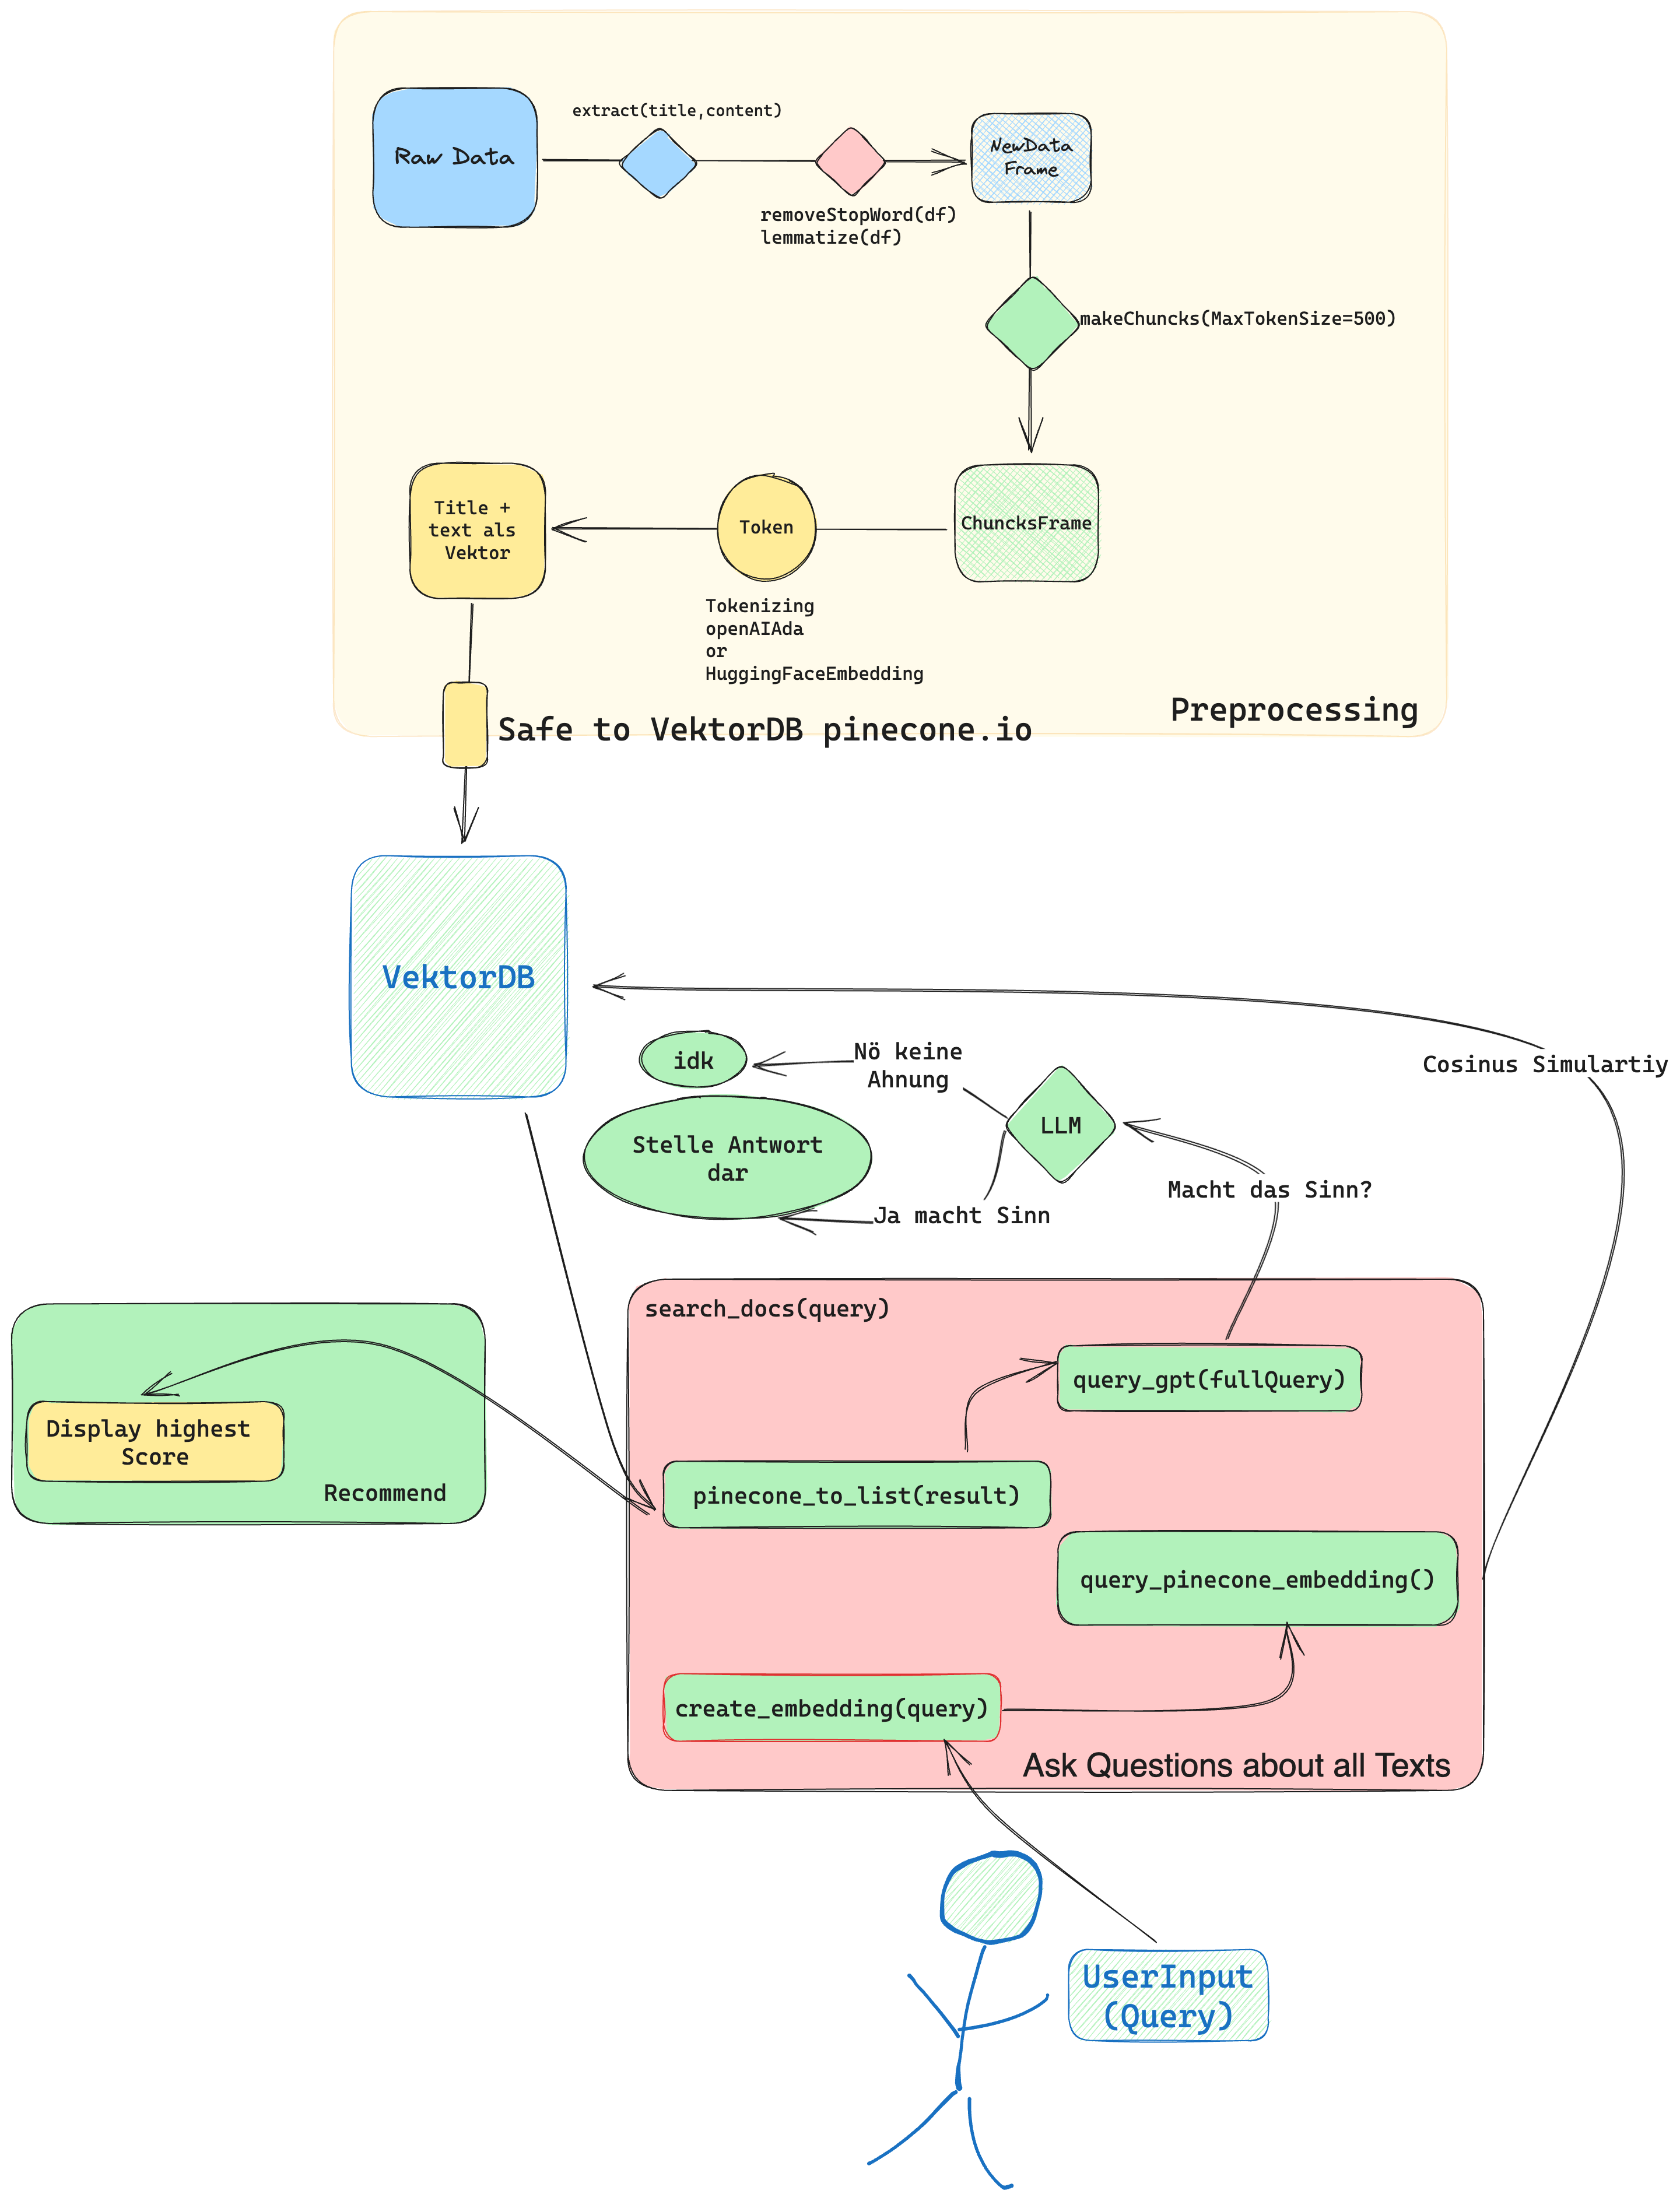 extract(title,content)
Raw Data
NewData
Frame
removeStopWord(df)
lemmatize(df)
makeChuncks(MaxTokenSize=500)
Title +
text als
Vektor
Token
ChuncksFrame
Tokenizing
openAIAda
or
HuggingFaceEmbedding
Preprocessing
Safe to VektorDB pinecone.io
VektorDB
idk
Nö keine
Ahnung
Cosinus Simulartiy
LLM
Stelle Antwort
dar
Macht das Sinn?
Ja macht Sinn
search_docs(query)
query_gpt(fullQuery)
Display highest
Score
Recommend
pinecone_to_list(result)
query_pinecone_embedding()
create_embedding(query)
Ask Questions about all Texts
UserInput
(Query)